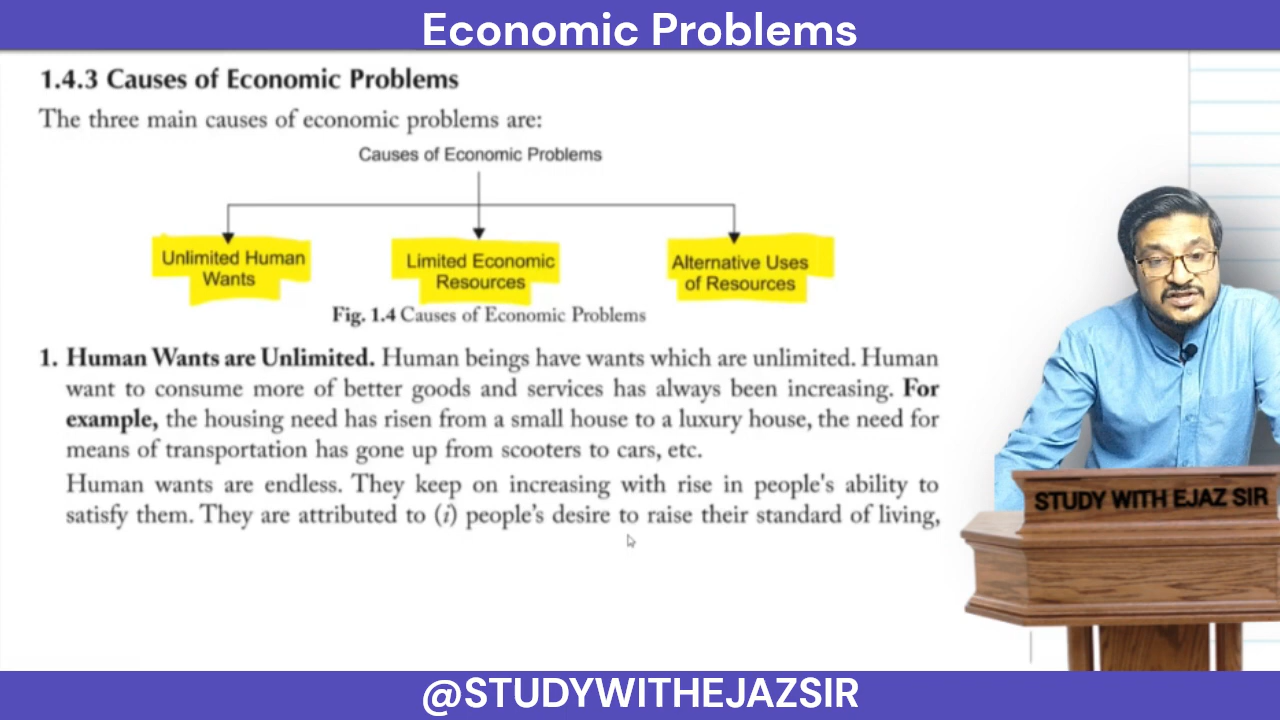 Economic Problems
1.4.3 Causes of Economic Problems
The three main causes of economic problems are:
Causes of Economic Problems
Unlimited Human
Wants
Limited Economic
Resources
Alternative Uses
of Resources
Fig. 1.4 Causes of Economic Problems
1. Human Wants are Unlimited. Human beings have wants which are unlimited. Human
want to consume more of better goods and services has always been increasing. For
example, the housing need has risen from a small house to a luxury house, the need for
means of transportation has gone up from scooters to cars, etc.
Human wants are endless. They keep on increasing with rise in people's ability to
satisfy them. They are attributed to (i) people's desire to raise their standard of living,
STUDY WITH EJAZ SIR
@STUDYWITHEJAZSIR